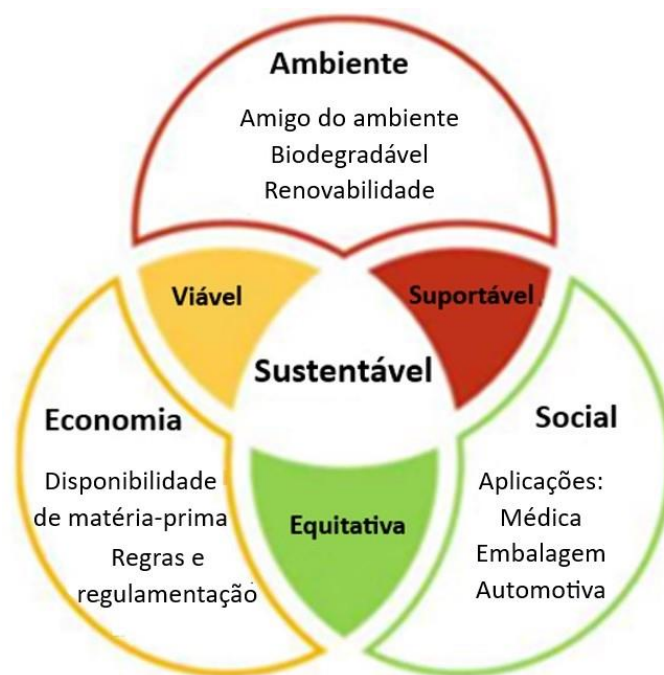 Ambiente
Amigo do ambiente
Biodegradável
Renovabilidade
Viável
Suportável
Sustentável
Economia
Disponibilidade
de matéria-prima
Regras e
regulamentação
Equitativa
Social
Aplicações:
Médica
Embalagem
Automotiva